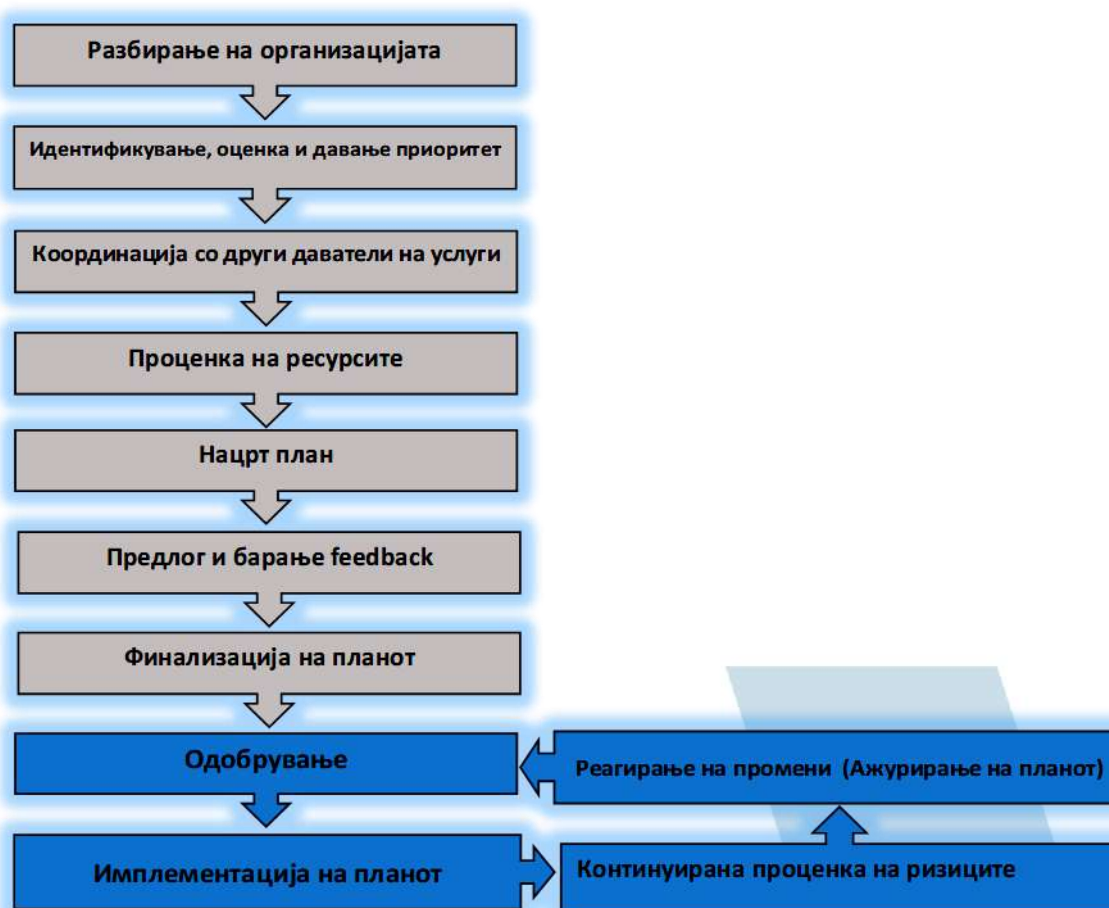 Разбирање на организацијата
Идентификување, оценка и давање приоритет
Координација со други даватели на услуги
Проценка на ресурсите
Нацрт план
Предлог и барање feedback
Финализација на планот
Одобрување
Реагирање на промени (Ажурирање на планот)
Имплементација на планот
Континуирана проценка на ризиците